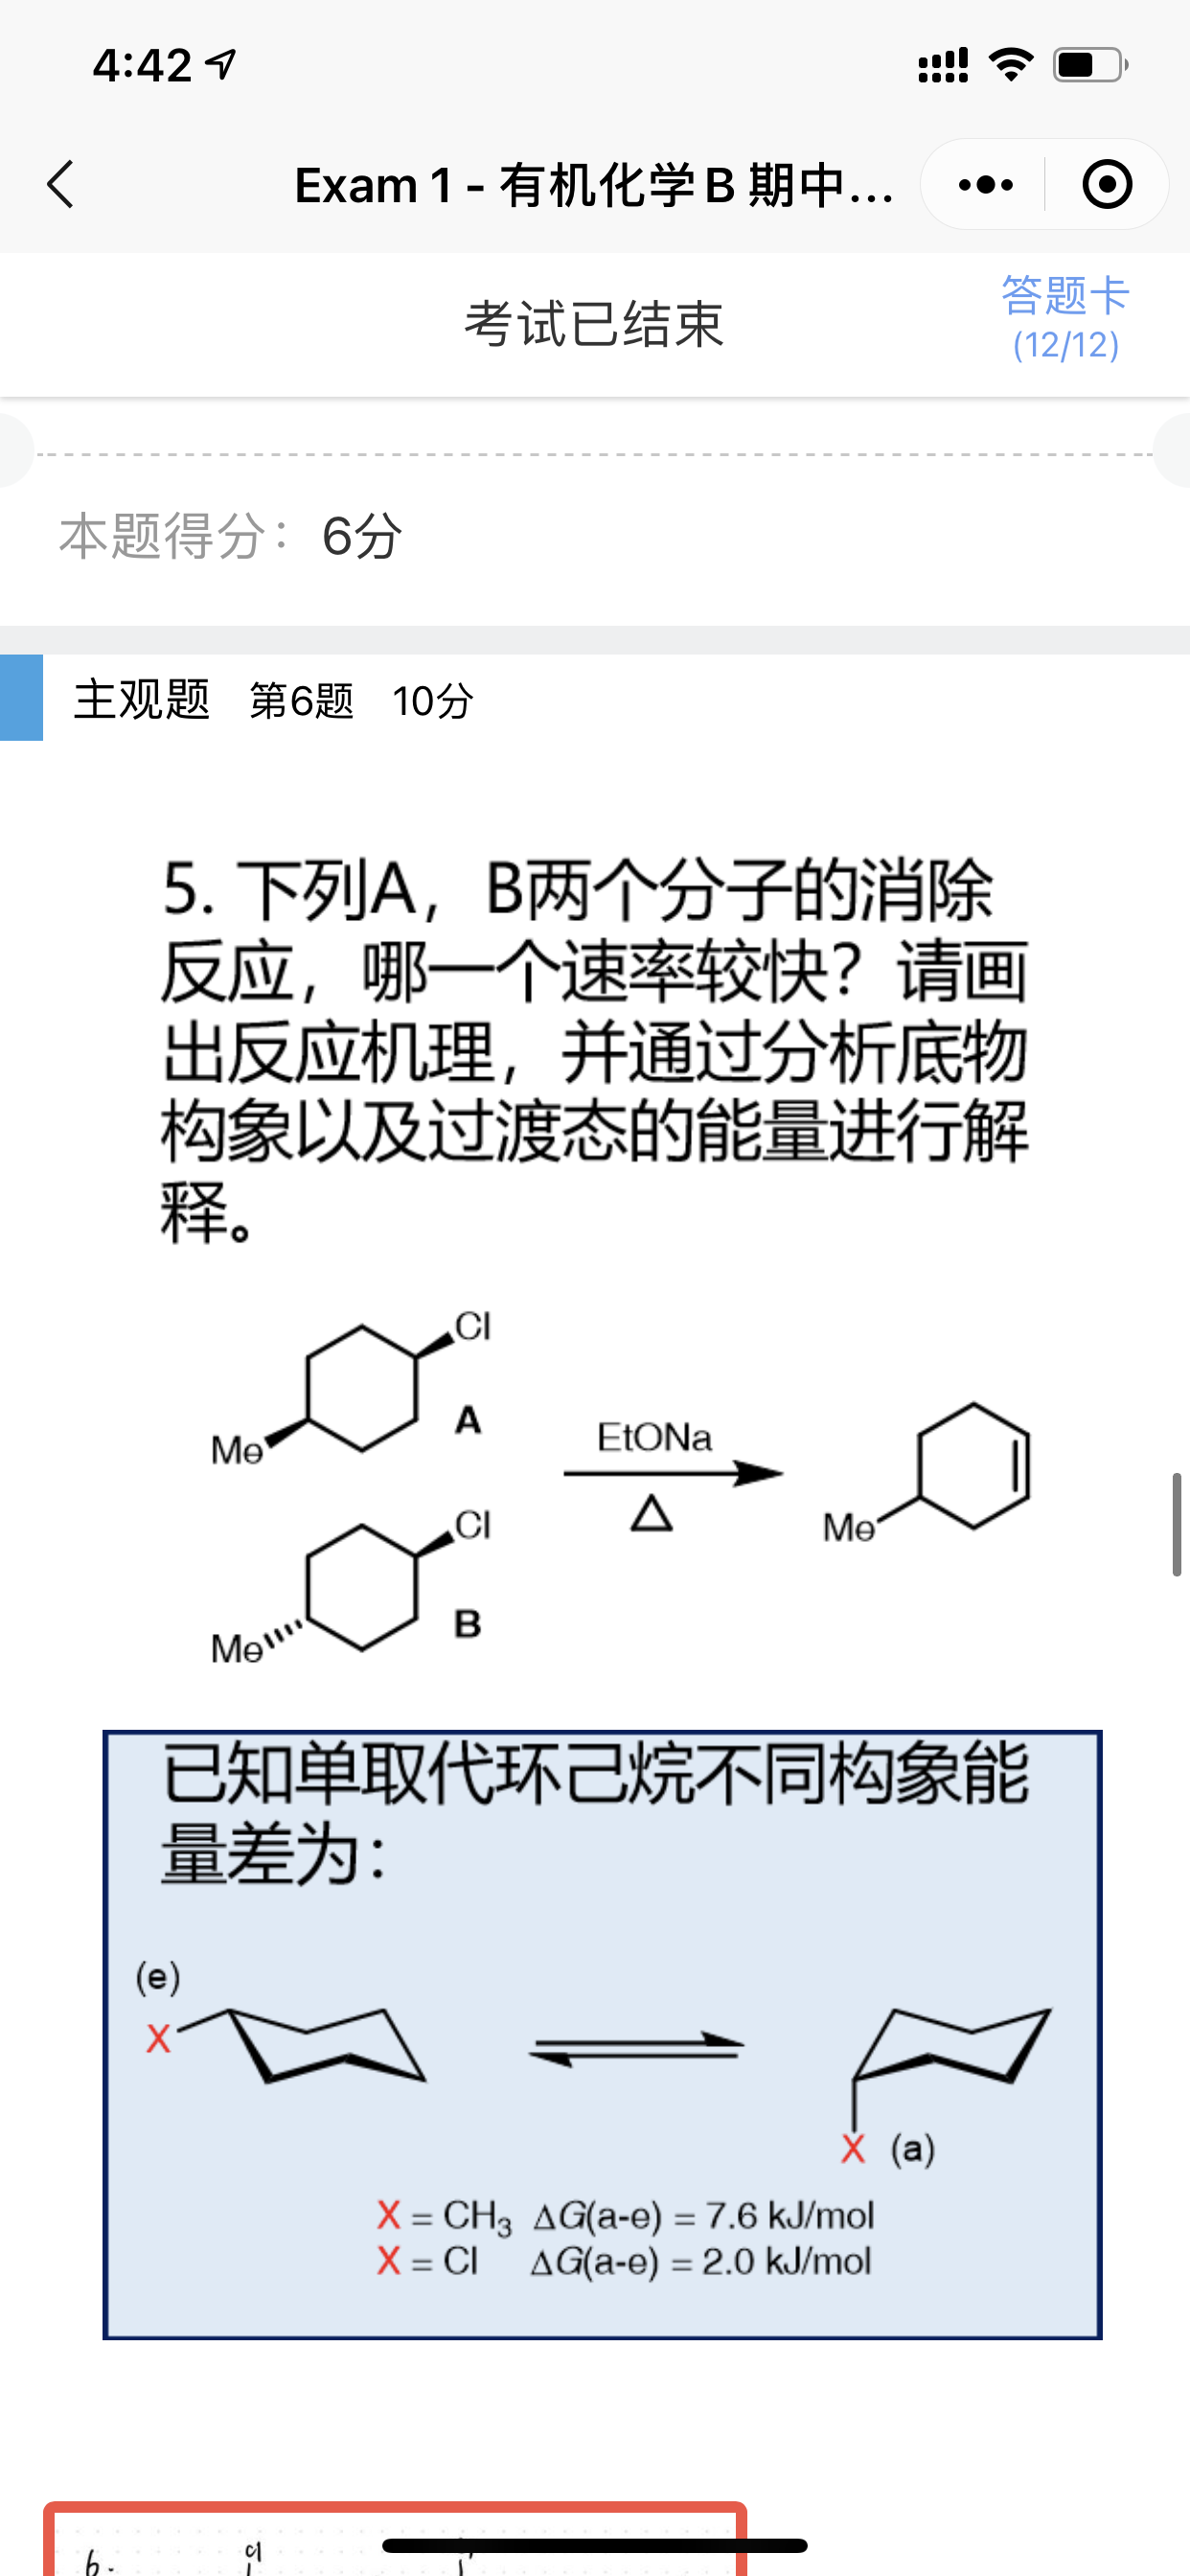 4:42
Exam 1 - 有机化学B 期中...
考试已结束
答题卡
(12/12)
本题得分： 6分
主观题 第6题 10分
5. 下列A，B两个分子的消除
反应，哪一个速率较快？请画
出反应机理，并通过分析底物
构象以及过渡态的能量进行解
释。
Cl
Me
A
EtONa
△
Me
Cl
Me
B
已知单取代环己烷不同构象能
量差为：
(e)
X
X (a)
X = CH₃ ΔG(a-e) = 7.6 kJ/mol
X = Cl ΔG(a-e) = 2.0 kJ/mol
6.